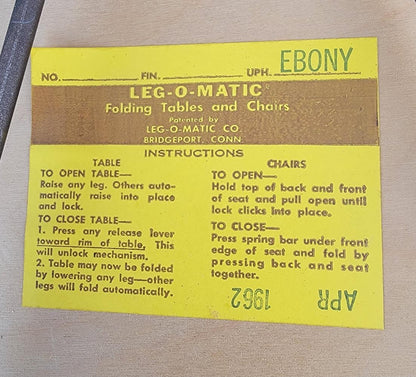 NO. FIN. UPH. EBONY
LEG-O-MATIC
Folding Tables and Chairs
Patented by
LEG-O-MATIC CO.
BRIDGEPORT, CONN.
INSTRUCTIONS
TABLE
TO OPEN TABLE—
Raise any leg. Others auto-
matically raise into place
and lock.
TO CLOSE TABLE—
1. Press any release lever
toward rim of table, This
will unlock mechanism.
2. Table may now be folded
by lowering any leg—other
legs will fold automatically.
CHAIRS
TO OPEN—
Hold top of back and front
of seat and pull open until
lock clicks into place.
TO CLOSE—
Press spring bar under front
edge of seat and fold by
pressing back and seat
together.
APR 1962